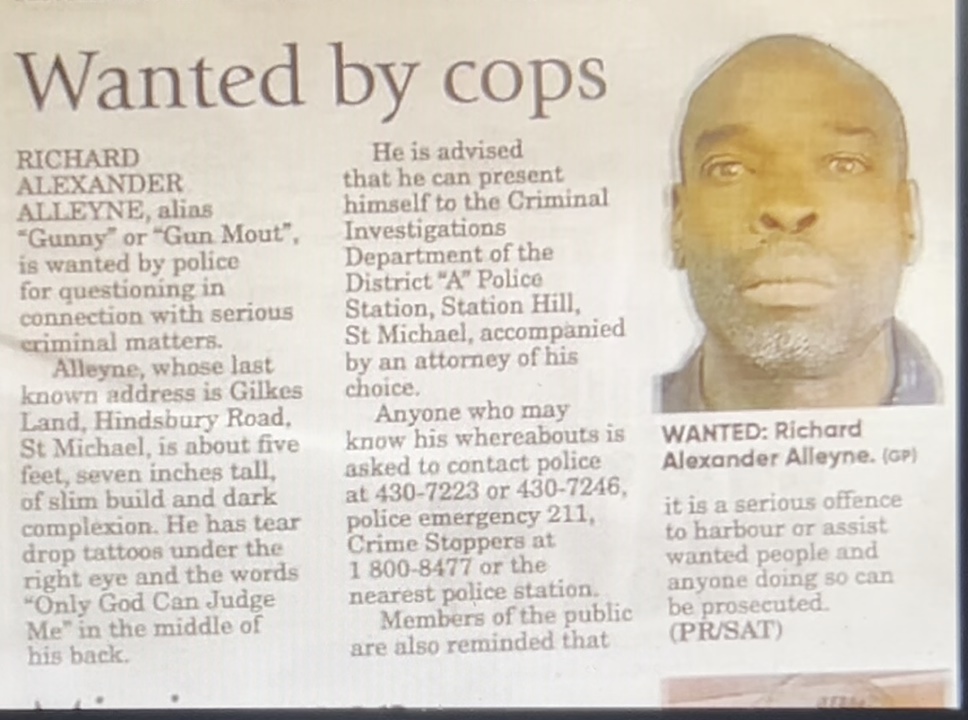 Wanted by cops
RICHARD
ALEXANDER
ALLEYNE, alias
“Gunny” or “Gun Mout”,
is wanted by police
for questioning in
connection with serious
criminal matters.
Alleyne, whose last
known address is Gilkes
Land, Hindsbury Road,
St Michael, is about five
feet, seven inches tall,
of slim build and dark
complexion. He has tear
drop tattoos under the
right eye and the words
“Only God Can Judge
Me” in the middle of
his back.
He is advised
that he can present
himself to the Criminal
Investigations
Department of the
District “A” Police
Station, Station Hill,
St Michael, accompanied
by an attorney of his
choice.
Anyone who may
know his whereabouts is
asked to contact police
at 430-7223 or 430-7246,
police emergency 211,
Crime Stoppers at
1 800-8477 or the
nearest police station.
Members of the public
are also reminded that
WANTED: Richard
Alexander Alleyne. (GP)
it is a serious offence
to harbour or assist
wanted people and
anyone doing so can
be prosecuted.
(PR/SAT)